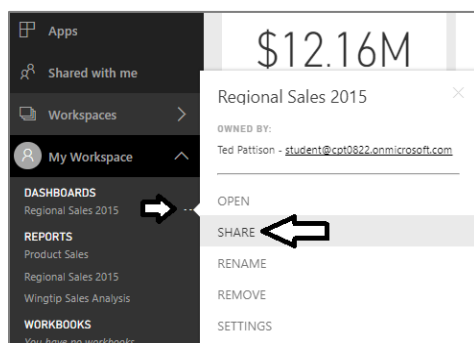 Apps
Shared with me
Workspaces
My Workspace
DASHBOARDS
Regional Sales 2015
REPORTS
Product Sales
Regional Sales 2015
Wingtip Sales Analysis
WORKBOOKS
You have no workbooks
$12.16M
Regional Sales 2015
OWNED BY:
Ted Pattison - student@cpt0822.onmicrosoft.com
OPEN
SHARE
RENAME
REMOVE
SETTINGS